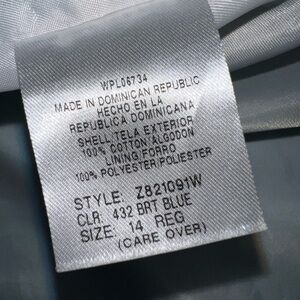 WPL06734
MADE IN DOMINICAN REPUBLIC
HECHO EN LA
REPUBLICA DOMINICANA
SHELL/TELA EXTERIOR
100% COTTON/ALGODON
LINING/FORRO
100% POLYESTER/POLIESTER
STYLE: Z821091W
CLR: 432 BRT BLUE
SIZE: 14 REG
(CARE OVER)